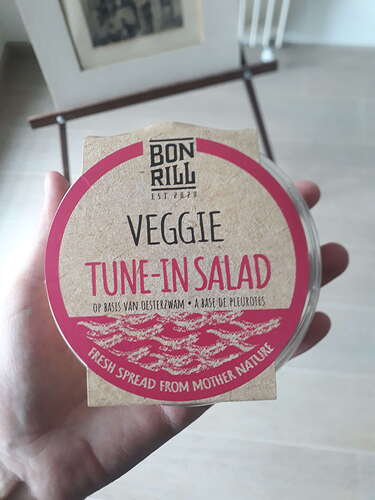 BON
RILL
EST. 2020
VEGGIE
TUNE-IN SALAD
OP BASIS VAN OESTERZWAM • A BASE DE PLEUROTES
FRESH SPREAD FROM MOTHER NATURE